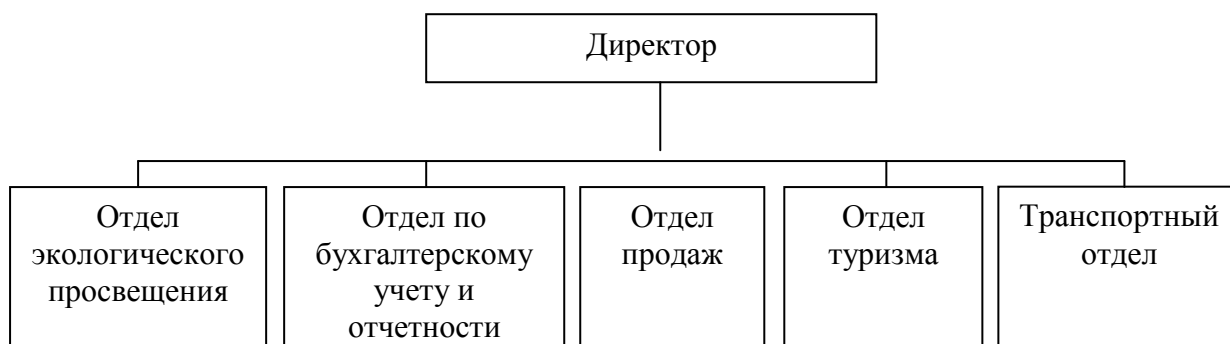 Директор
Отдел
экологического
просвещения
Отдел по
бухгалтерскому
учету и
отчетности
Отдел
продаж
Отдел
туризма
Транспортный
отдел